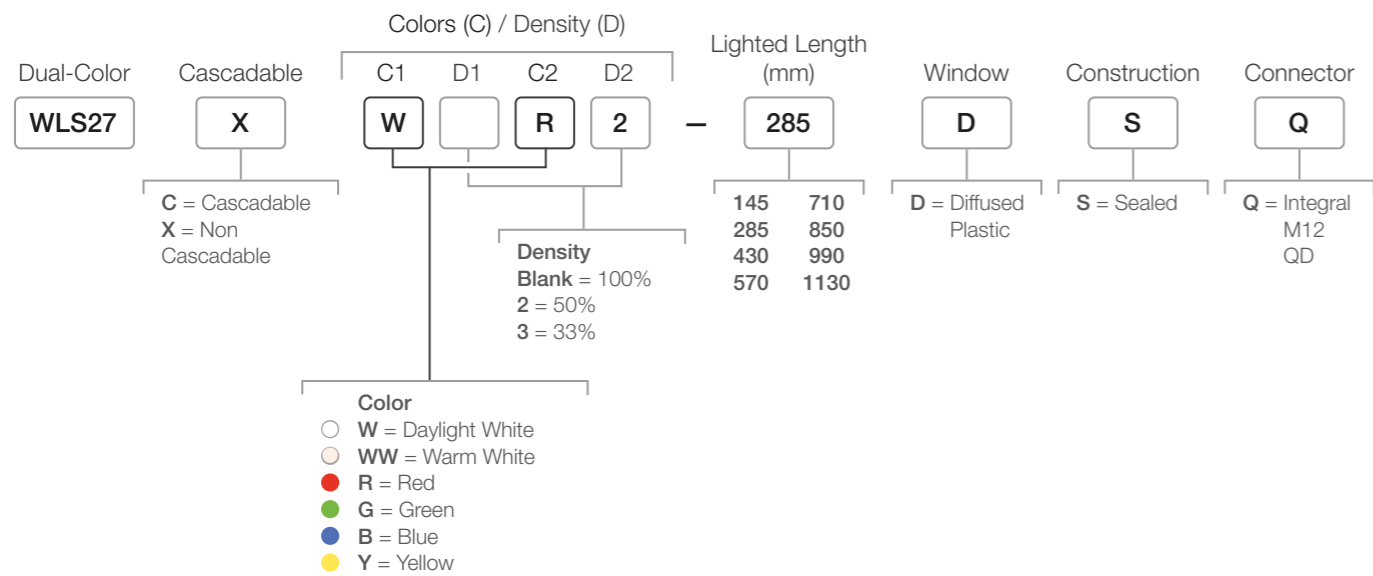 Colors (C) / Density (D)
Lighted Length
(mm)
Dual-Color
Cascadable
C1
D1
C2
D2
Window
Construction
Connector
WLS27
X
W
R
2
–
285
D
S
Q
C = Cascadable
X = Non
Cascadable
Density
Blank = 100%
2 = 50%
3 = 33%
145 710
285 850
430 990
570 1130
D = Diffused
Plastic
S = Sealed
Q = Integral
M12
QD
Color
W = Daylight White
WW = Warm White
R = Red
G = Green
B = Blue
Y = Yellow